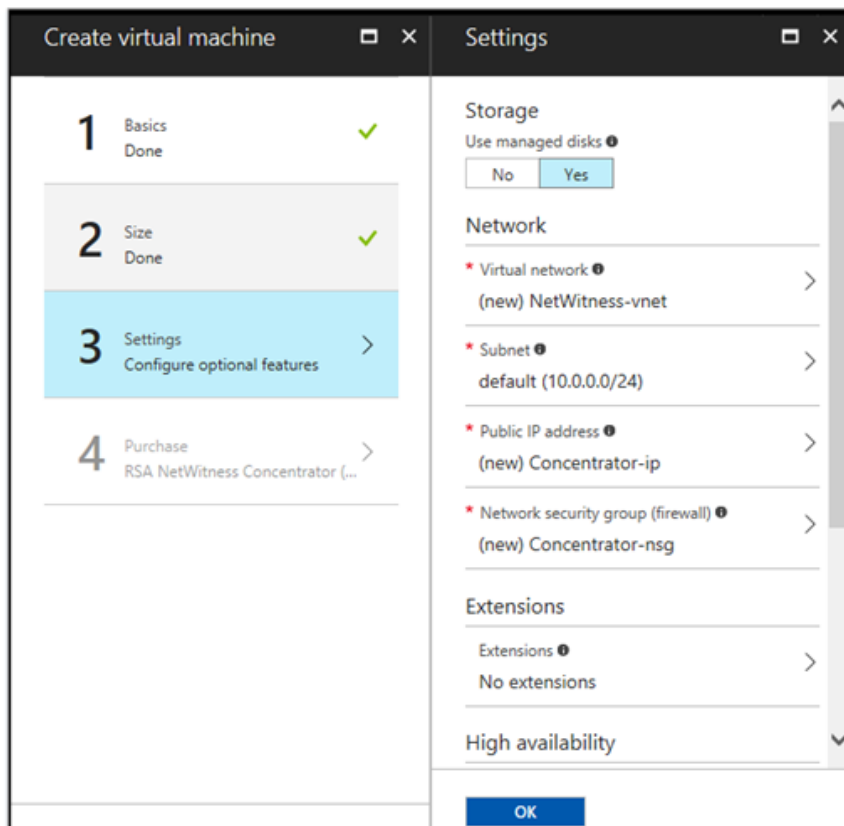 Create virtual machine
1
Basics
Done
2
Size
Done
3
Settings
Configure optional features
4
Purchase
RSA NetWitness Concentrator (...
Settings
Storage
Use managed disks
No Yes
Network
* Virtual network
(new) NetWitness-vnet
* Subnet
default (10.0.0.0/24)
* Public IP address
(new) Concentrator-ip
* Network security group (firewall)
(new) Concentrator-nsg
Extensions
Extensions
No extensions
High availability
OK